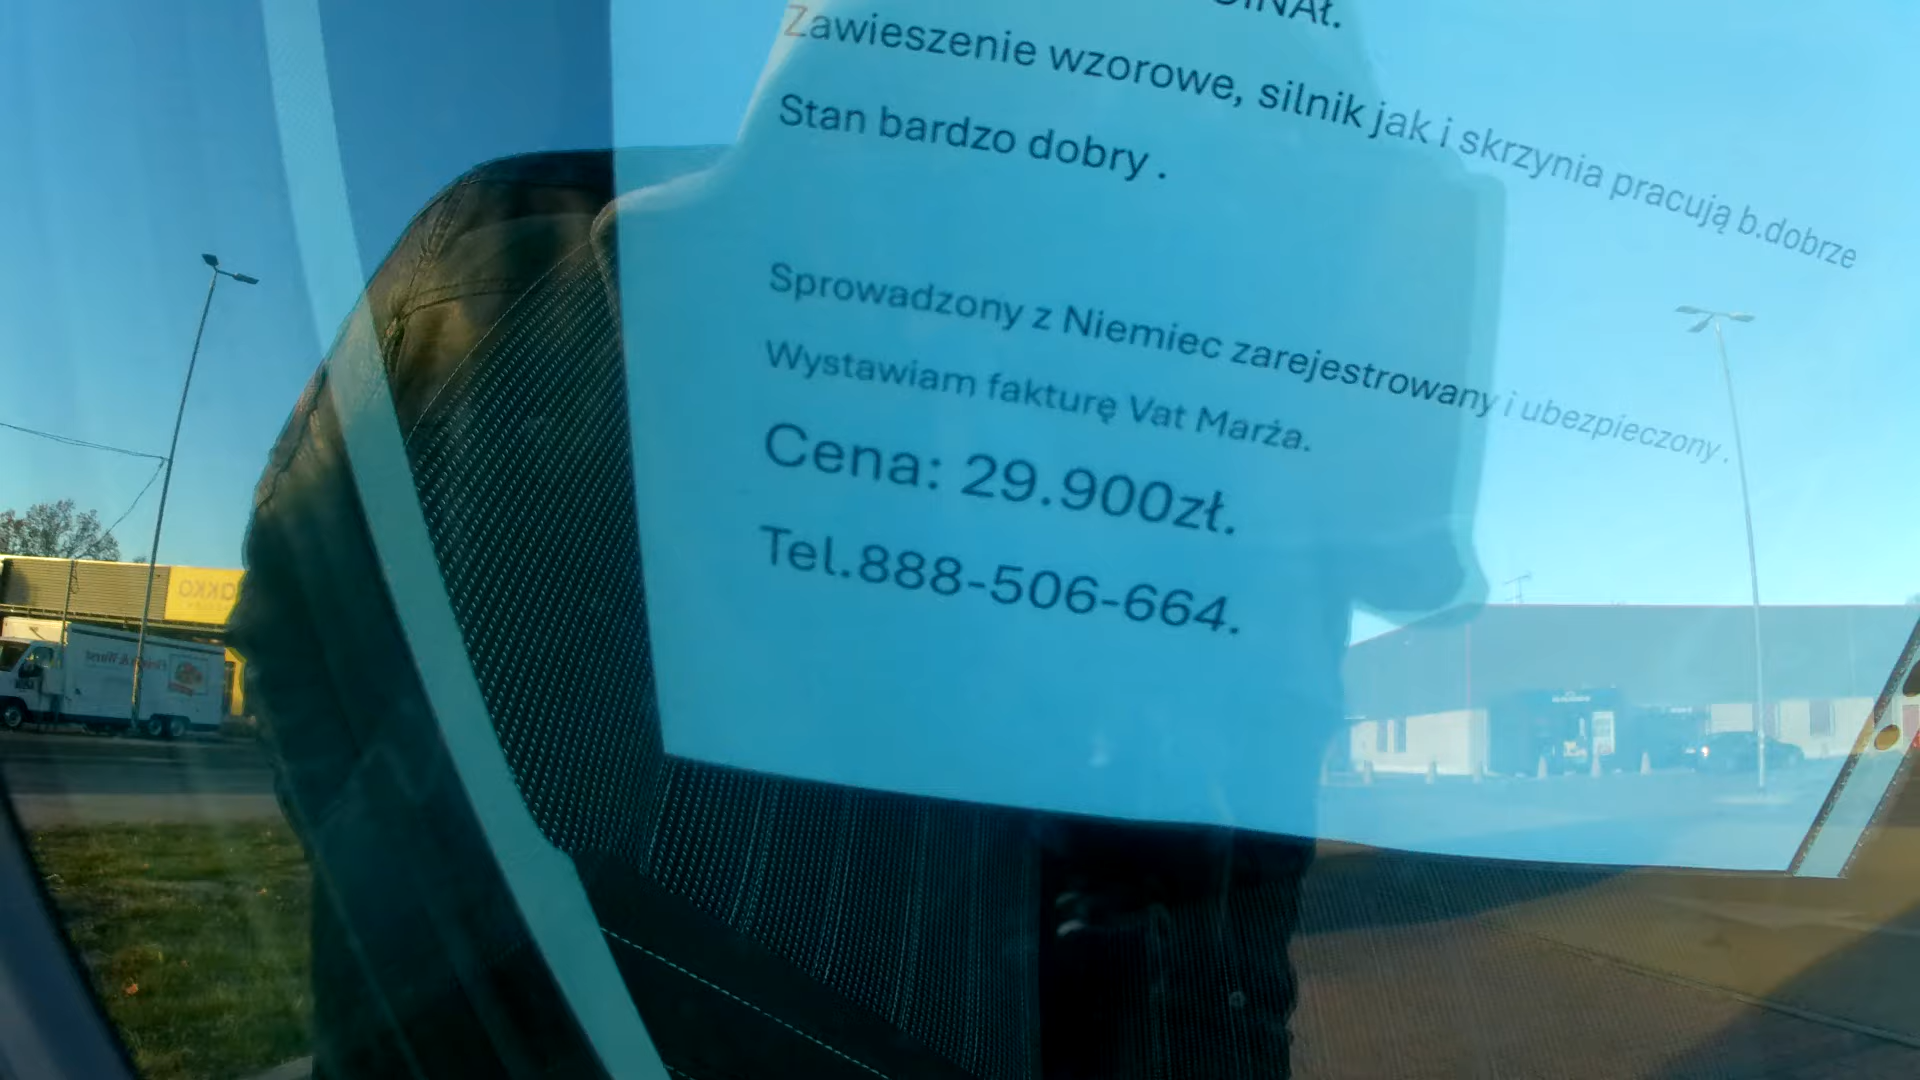 Zawieszenie wzorowe, silnik jak i skrzynia pracują b.dobrze
Stan bardzo dobry .
Sprowadzony z Niemiec zarejestrowany i ubezpieczony.
Wystawiam fakturę Vat Marża.
Cena: 29.900zł.
Tel.888-506-664.